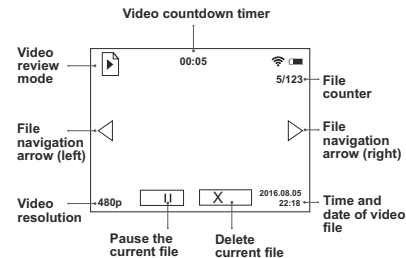 Video countdown timer
Video
review
mode
00:05
5/123
File
counter
File
navigation
arrow (left)
File
navigation
arrow (right)
Video
resolution
480p
X
2016.08.05
22:18
Time and
date of video
file
Pause the
current file
Delete
current file